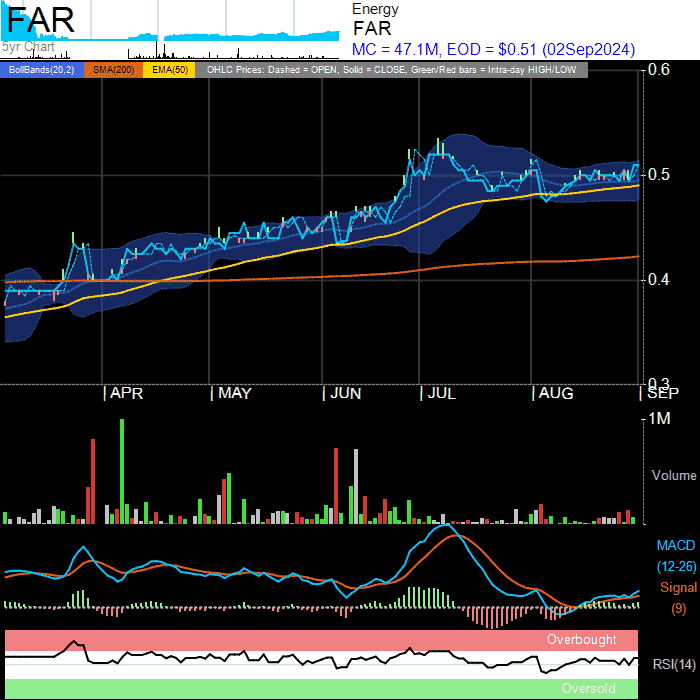 FAR
5yr Chart
Energy
FAR
MC = 47.1M, EOD = $0.51 (02Sep2024)
BollBands(20,2) SMA(200) EMA(50) OHLC Prices: Dashed = OPEN, Solid = CLOSE, Green/Red bars = Intra-day HIGH/LOW
0.6
0.5
0.4
0.3
APR MAY JUN JUL AUG SEP
1M
Volume
MACD
(12-26)
Signal
(9)
Overbought
RSI(14)
Oversold